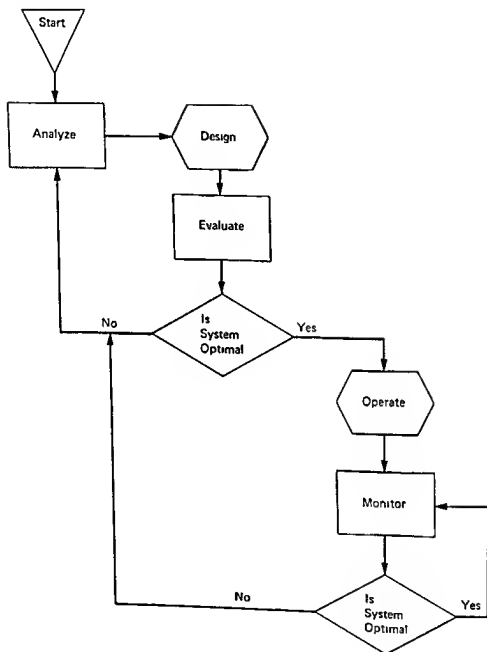 Start
Analyze
Design
Evaluate
Is
System
Optimal
No
Yes
Operate
Monitor
No
Is
System
Optimal
Yes